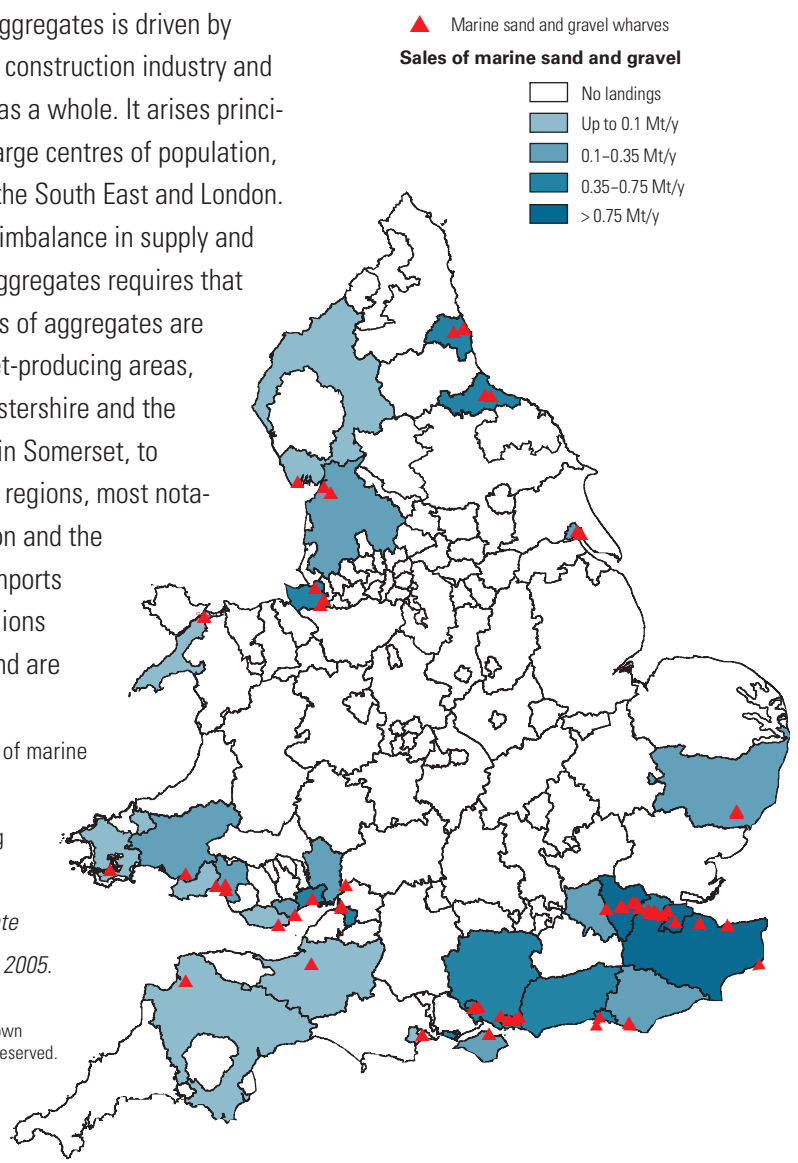 aggregates is driven by
construction industry and
as a whole. It arises princi-
arge centres of population,
the South East and London.
imbalance in supply and
aggregates requires that
s of aggregates are
et-producing areas,
stershire and the
in Somerset, to
regions, most nota-
on and the
mports
ions
nd are
of marine
g
te
2005.
own
eserved.
Marine sand and gravel wharves
Sales of marine sand and gravel
No landings
Up to 0.1 Mt/y
0.1–0.35 Mt/y
0.35–0.75 Mt/y
> 0.75 Mt/y